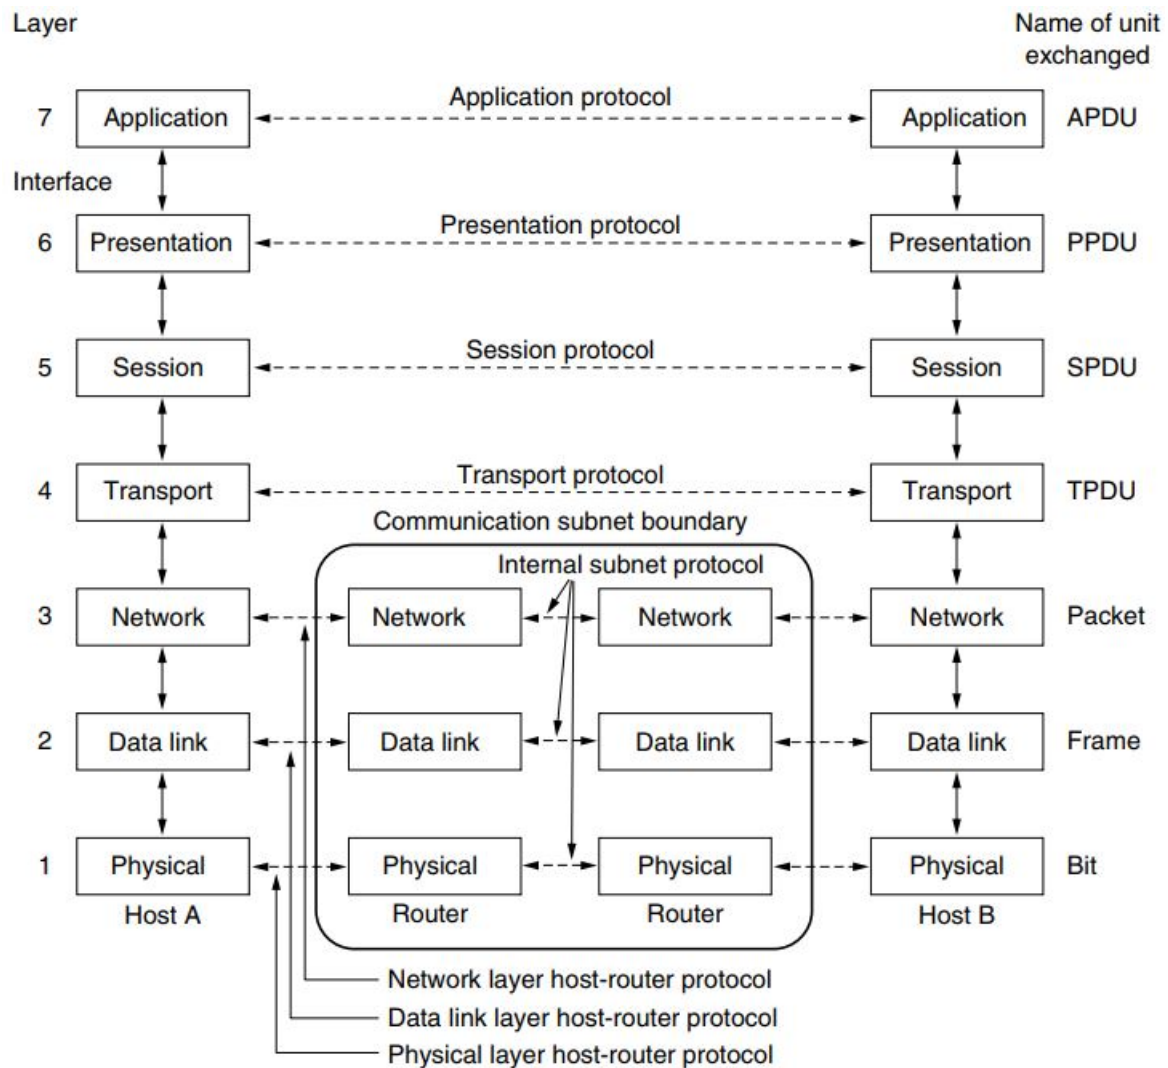 Layer
Name of unit
exchanged
Application protocol
7 Application Application APDU
Interface
Presentation protocol
6 Presentation Presentation PPDU
Session protocol
5 Session Session SPDU
Transport protocol
4 Transport Transport TPDU
Communication subnet boundary
Internal subnet protocol
3 Network Network Network Network Packet
2 Data link Data link Data link Data link Frame
1 Physical Physical Physical Physical Bit
Host A Router Router Host B
Network layer host-router protocol
Data link layer host-router protocol
Physical layer host-router protocol